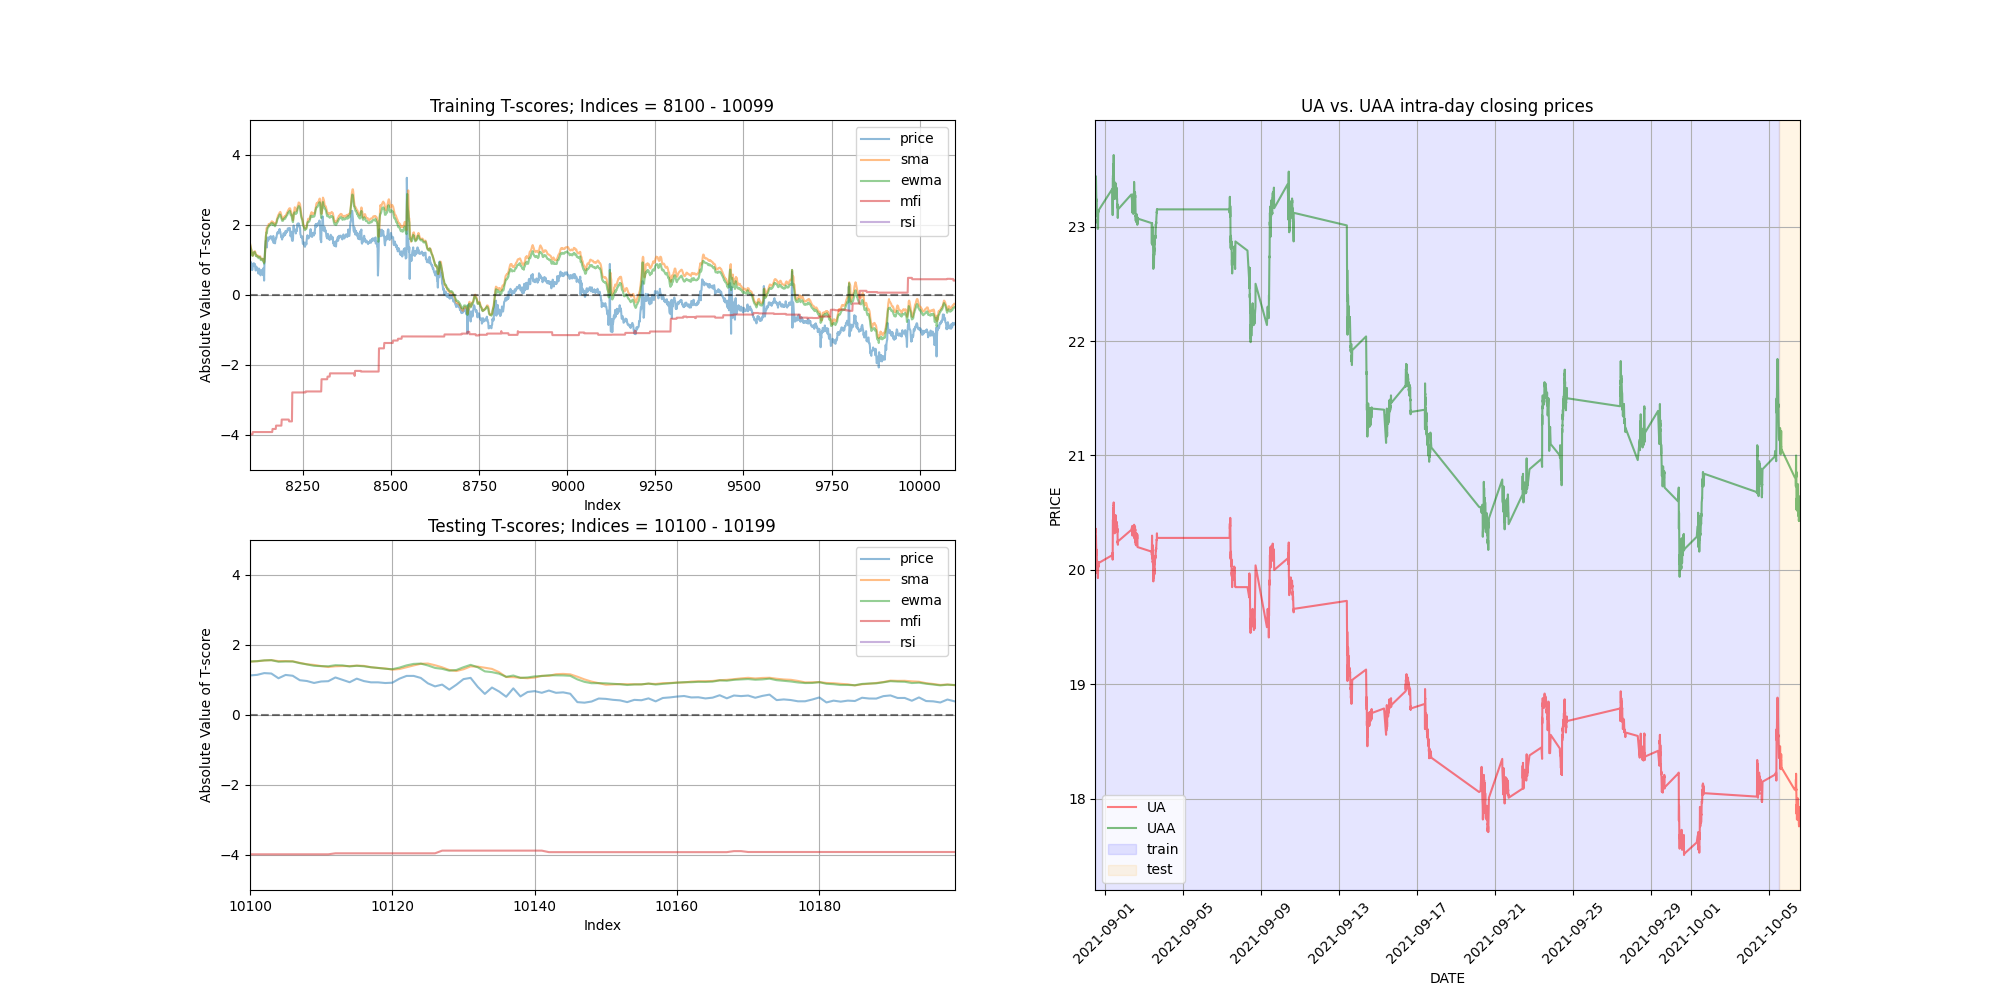 Training T-scores; Indices = 8100 - 10099
Absolute Value of T-score
4
2
0
−2
−4
price
sma
ewma
mfi
rsi
8250 8500 8750 9000 9250 9500 9750 10000
Index
Testing T-scores; Indices = 10100 - 10199
Absolute Value of T-score
4
2
0
−2
−4
price
sma
ewma
mfi
rsi
10100 10120 10140 10160 10180
Index
UA vs. UAA intra-day closing prices
PRICE
23
22
21
20
19
18
UA
UAA
train
test
2021-09-01 2021-09-05 2021-09-09 2021-09-13 2021-09-17 2021-09-21 2021-09-25 2021-09-29 2021-10-01 2021-10-05
DATE